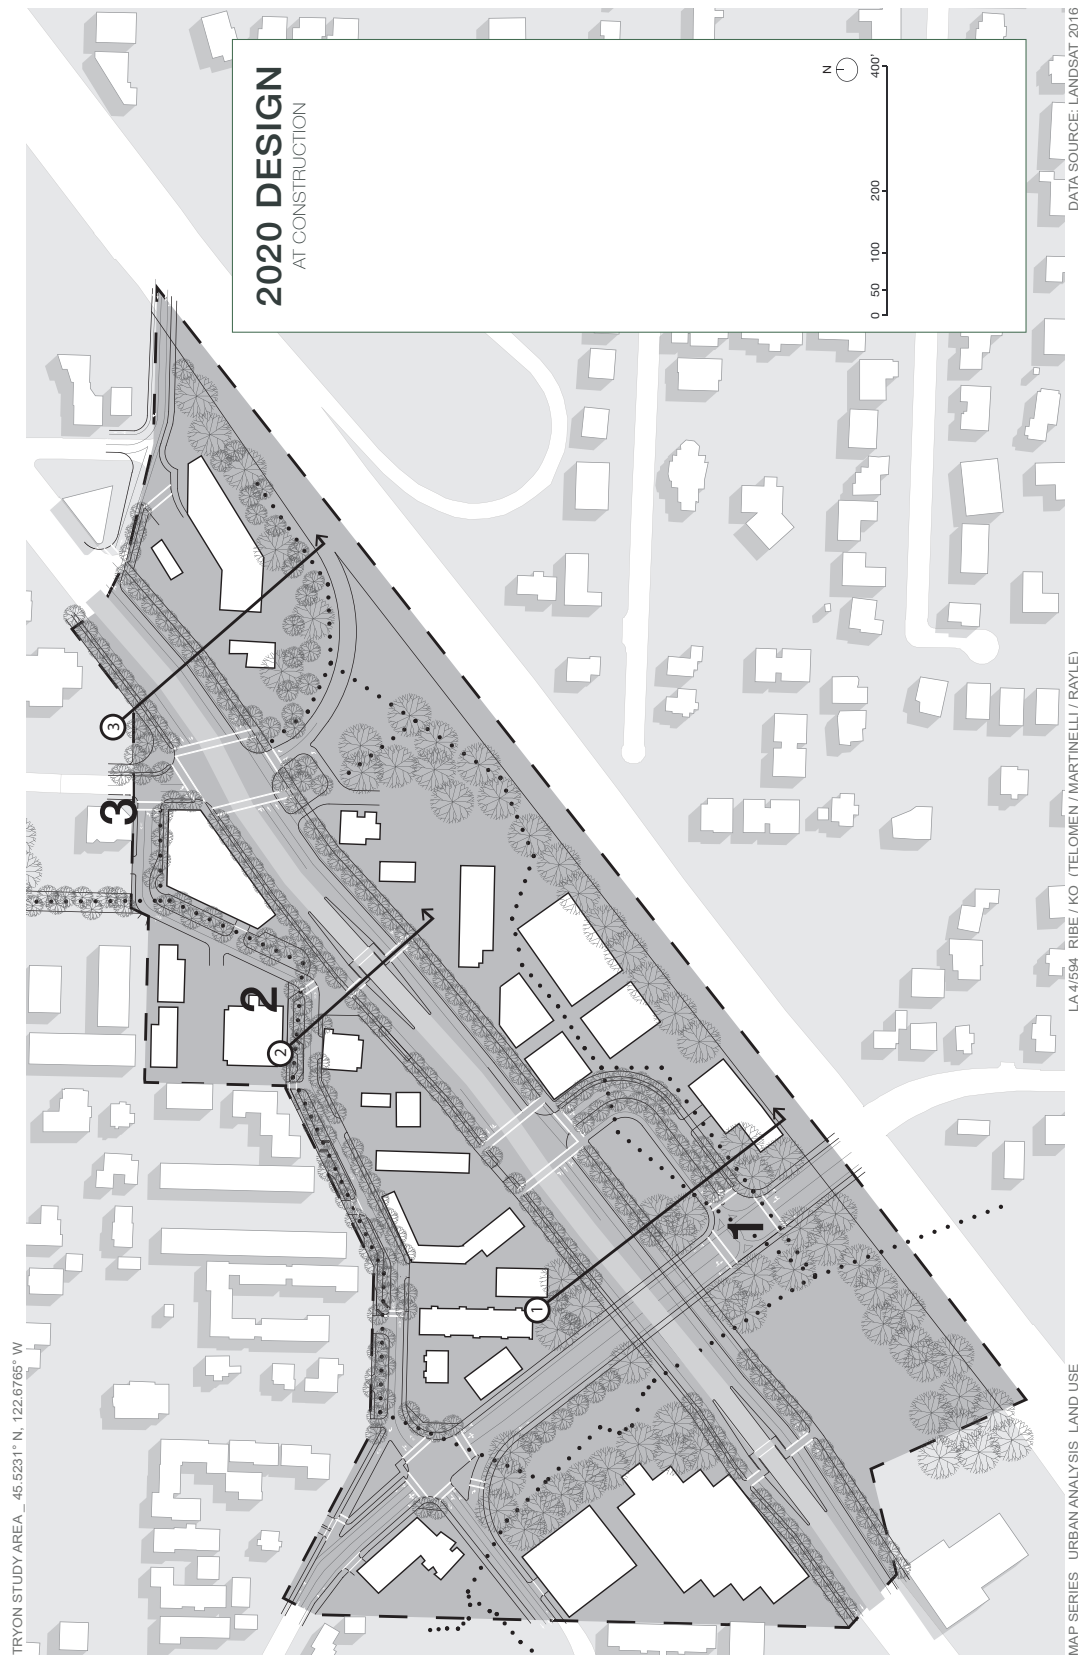 TRYON STUDY AREA _ 45.5231° N, 122.6765° W
2020 DESIGN
AT CONSTRUCTION
N
0 50 100 200 400'
3
3
2
2
1
1
MAP SERIES URBAN ANALYSIS LAND USE
LA 4/594 RIBE / KO (TELOMEN / MARTINELLI / RAYLE)
DATA SOURCE: LANDSAT 2016